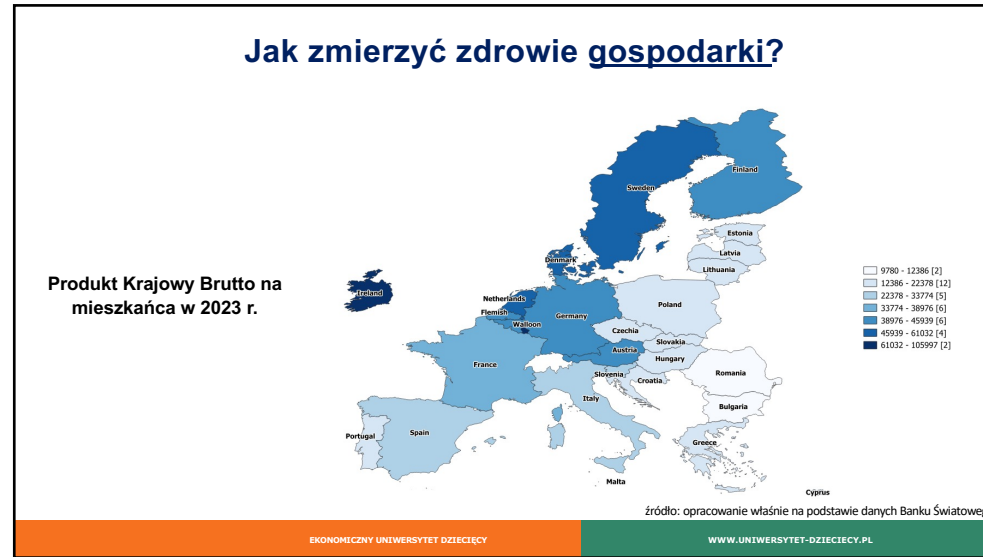 Jak zmierzyć zdrowie gospodarki?
Produkt Krajowy Brutto na
mieszkańca w 2023 r.
Finland
Sweden
Estonia
Latvia
Lithuania
Denmark
Ireland
Netherlands
Flemish
Walloon
Germany
Poland
Czechia
Slovakia
Austria
Hungary
France
Slovenia
Croatia
Romania
Italy
Bulgaria
Portugal
Spain
Greece
Malta
Cyprus
9780 - 12386 [2]
12386 - 22378 [12]
22378 - 33774 [5]
33774 - 38976 [6]
38976 - 45939 [6]
45939 - 61032 [4]
61032 - 105997 [2]
źródło: opracowanie właśnie na podstawie danych Banku Światoweg
EKONOMICZNY UNIWERSYTET DZIECIĘCY
WWW.UNIWERSYTET-DZIECIECY.PL